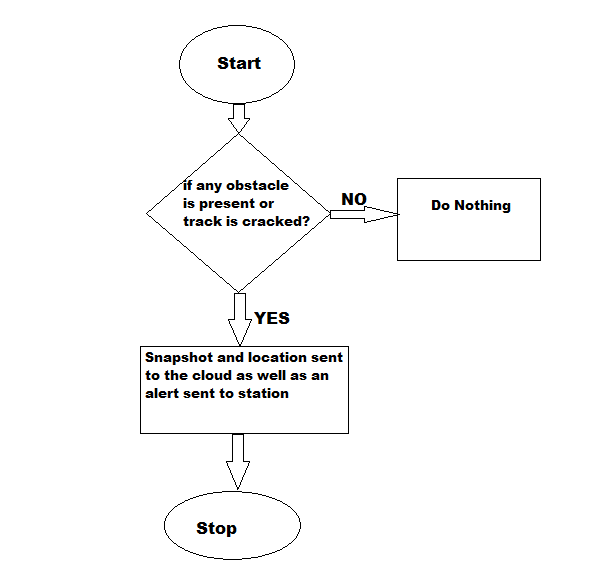 Start
if any obstacle
is present or
track is cracked?
NO
Do Nothing
YES
Snapshot and location sent
to the cloud as well as an
alert sent to station
Stop